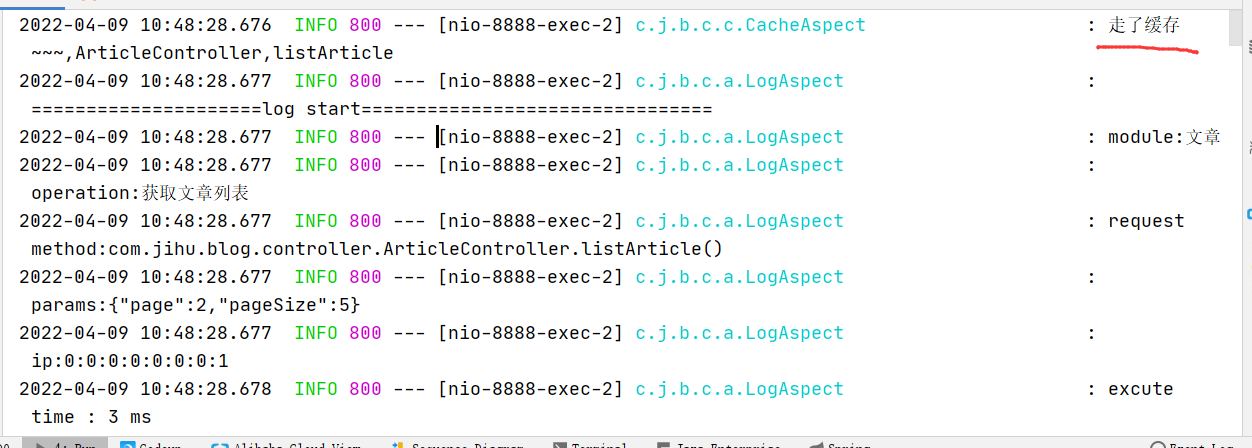 2022-04-09 10:48:28.676  INFO 800 --- [nio-8888-exec-2] c.j.b.c.c.CacheAspect                    : 走了缓存
~~~,ArticleController,listArticle
2022-04-09 10:48:28.677  INFO 800 --- [nio-8888-exec-2] c.j.b.c.a.LogAspect                      :
=====================log start================================
2022-04-09 10:48:28.677  INFO 800 --- [nio-8888-exec-2] c.j.b.c.a.LogAspect                      : module:文章
2022-04-09 10:48:28.677  INFO 800 --- [nio-8888-exec-2] c.j.b.c.a.LogAspect                      :
operation:获取文章列表
2022-04-09 10:48:28.677  INFO 800 --- [nio-8888-exec-2] c.j.b.c.a.LogAspect                      : request
method:com.jihu.blog.controller.ArticleController.listArticle()
2022-04-09 10:48:28.677  INFO 800 --- [nio-8888-exec-2] c.j.b.c.a.LogAspect                      :
params:{"page":2,"pageSize":5}
2022-04-09 10:48:28.677  INFO 800 --- [nio-8888-exec-2] c.j.b.c.a.LogAspect                      :
ip:0:0:0:0:0:0:0:1
2022-04-09 10:48:28.678  INFO 800 --- [nio-8888-exec-2] c.j.b.c.a.LogAspect                      : excute
time : 3 ms